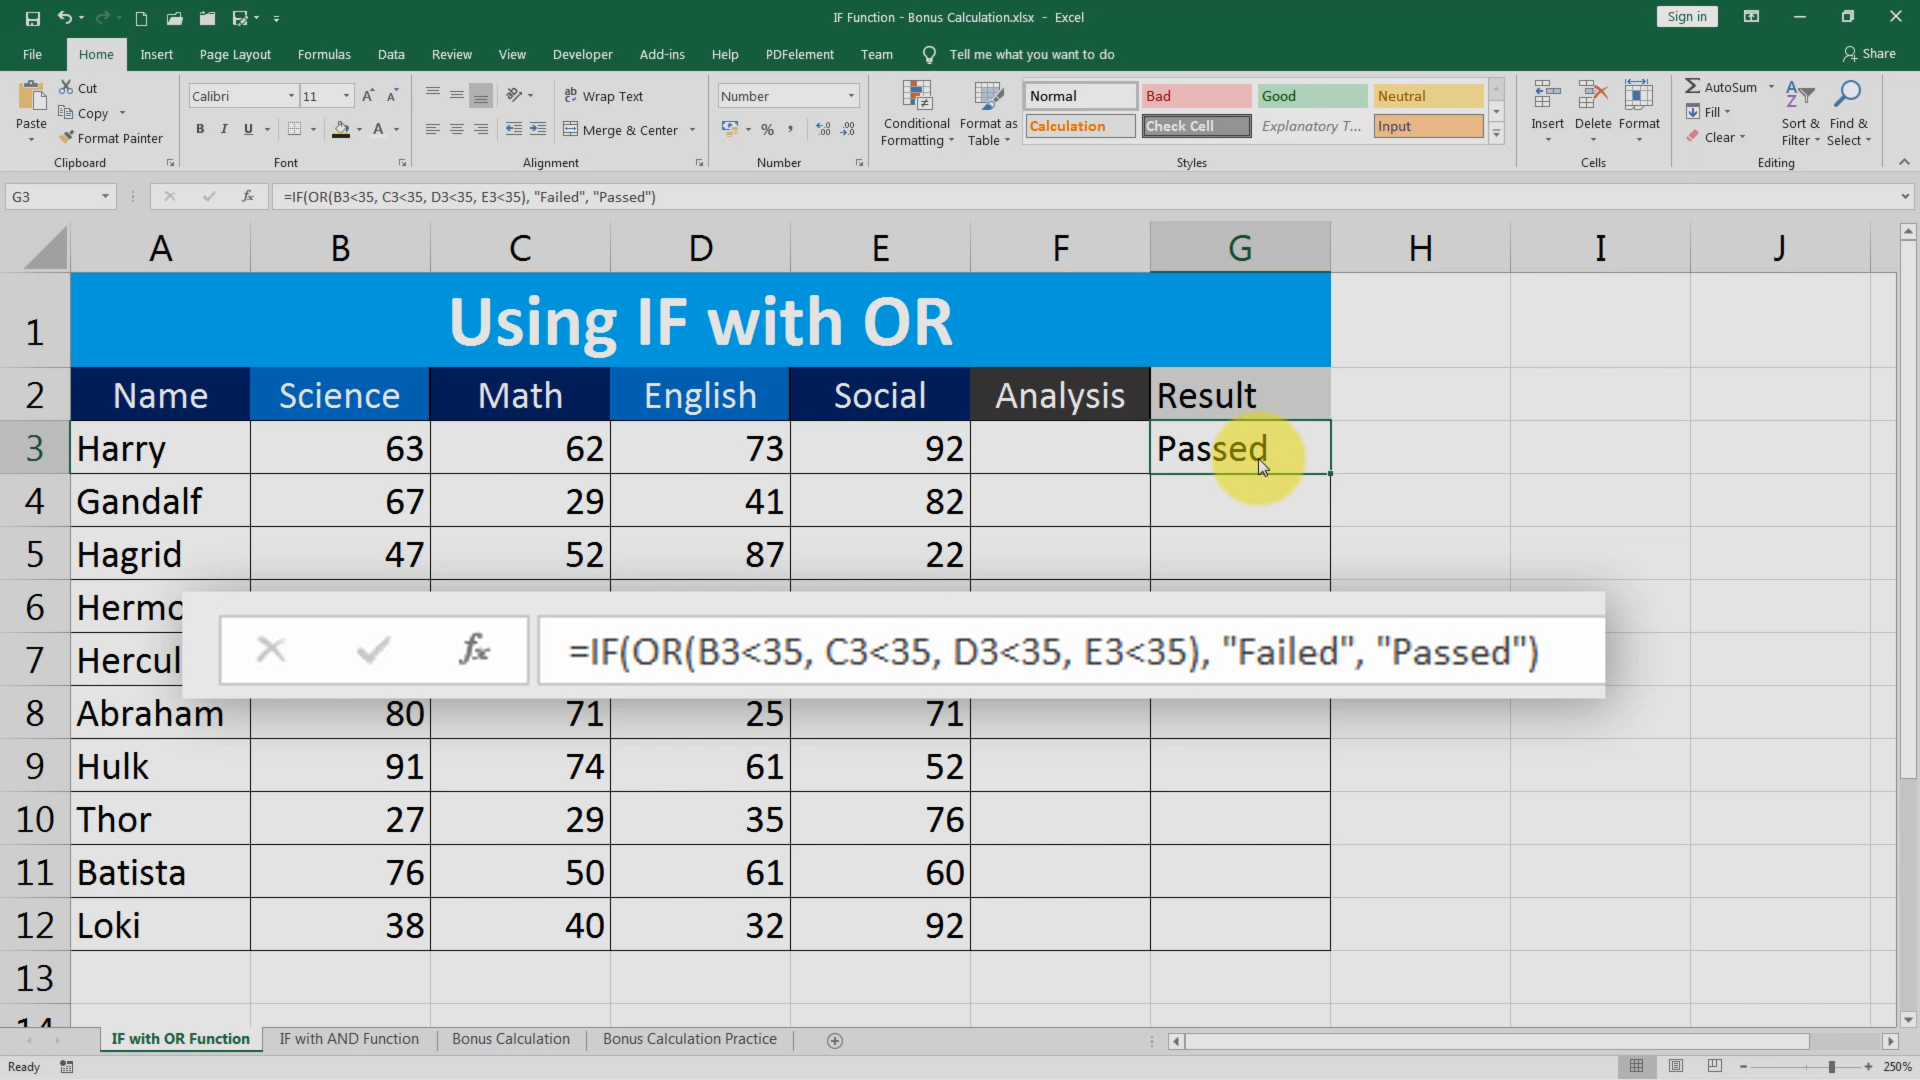 IF Function - Bonus Calculation.xlsx - Excel
Sign in
File Home Insert Page Layout Formulas Data Review View Developer Add-ins Help PDFelement Team Tell me what you want to do Share
Paste
Cut
Copy
Format Painter
Clipboard
Calibri 11
B I U
Font
Wrap Text
Merge & Center
Alignment
Number
Number
Conditional Formatting
Format as Table
Normal Bad Good Neutral
Calculation Check Cell Explanatory T... Input
Styles
Insert Delete Format
Cells
AutoSum
Fill
Clear
Sort & Filter
Find & Select
Editing
G3 fx =IF(OR(B3<35, C3<35, D3<35, E3<35), "Failed", "Passed")
A B C D E F G H I J
1 Using IF with OR
2 Name Science Math English Social Analysis Result
3 Harry 63 62 73 92 Passed
4 Gandalf 67 29 41 82
5 Hagrid 47 52 87 22
6 Hermo
fx =IF(OR(B3<35, C3<35, D3<35, E3<35), "Failed", "Passed")
7 Hercul
8 Abraham 80 71 25 71
9 Hulk 91 74 61 52
10 Thor 27 29 35 76
11 Batista 76 50 61 60
12 Loki 38 40 32 92
13
14
IF with OR Function IF with AND Function Bonus Calculation Bonus Calculation Practice
Ready 250%